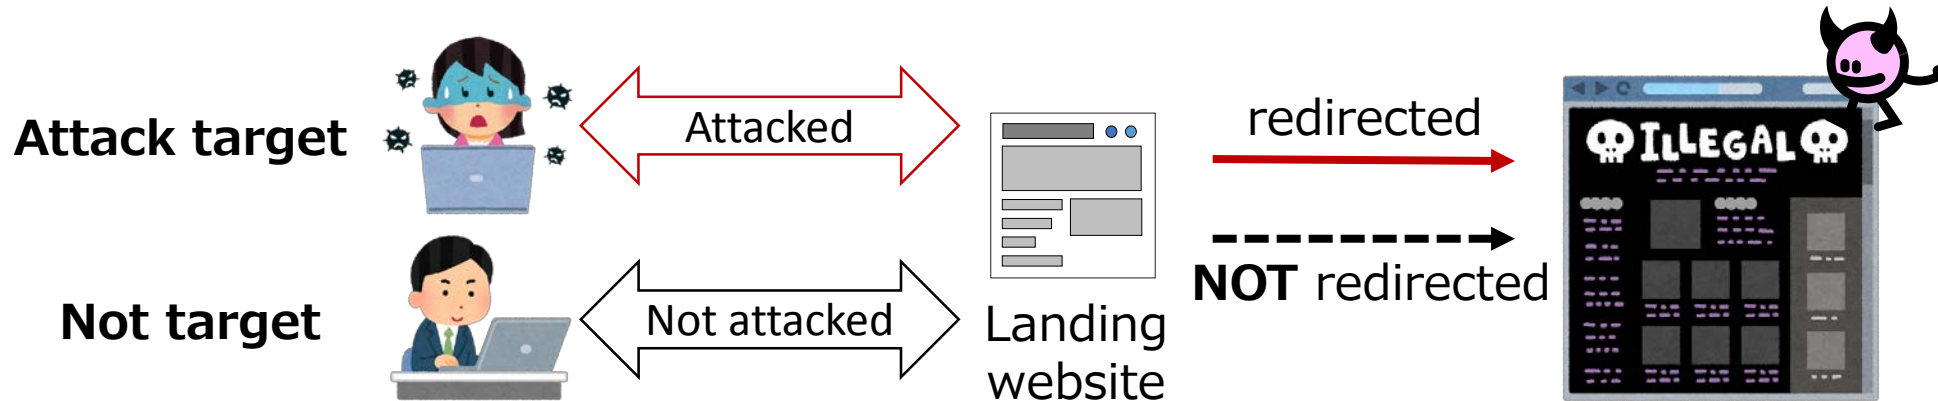 Attack target
Attacked
redirected
ILLEGAL
NOT redirected
Not target
Not attacked
Landing
website